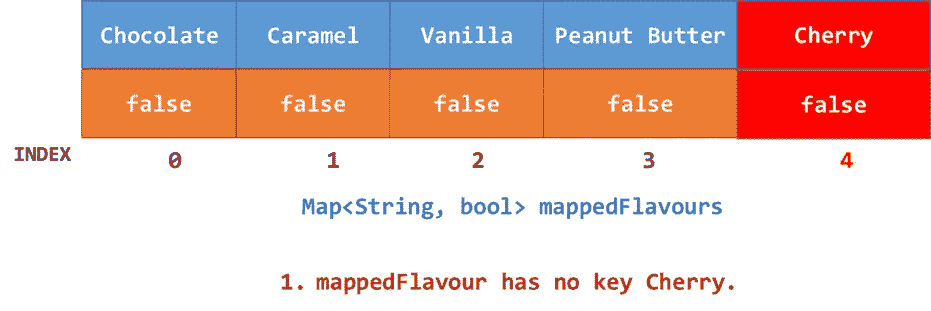 Chocolate Caramel Vanilla Peanut Butter Cherry
false false false false false
INDEX 0 1 2 3 4
Map<String, bool> mappedFlavours
1. mappedFlavour has no key Cherry.